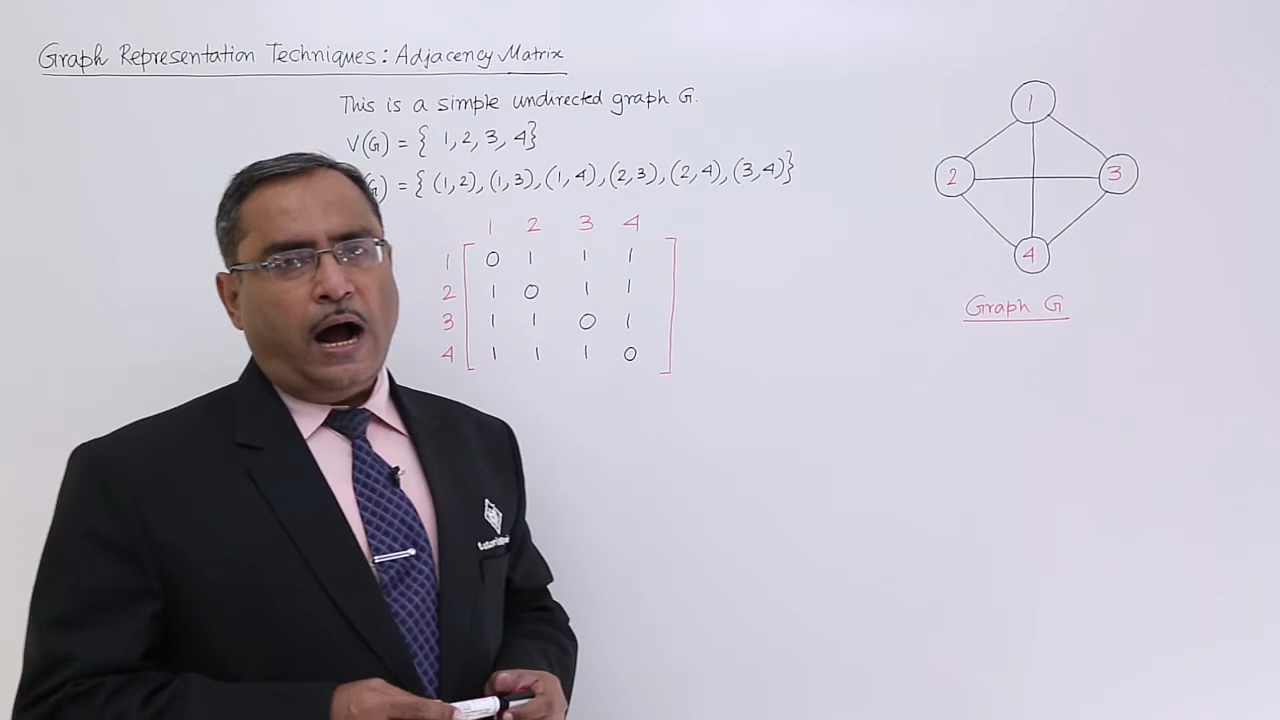 Graph Representation Techniques: Adjacency Matrix
This is a simple undirected graph G.
V(G) = { 1, 2, 3, 4}
G) = { (1,2), (1,3), (1,4), (2,3), (2,4), (3,4)}
1 2 3 4
1 0 1 1 1
2 1 0 1 1
3 1 1 0 1
4 1 1 1 0
1
2 3
4
Graph G